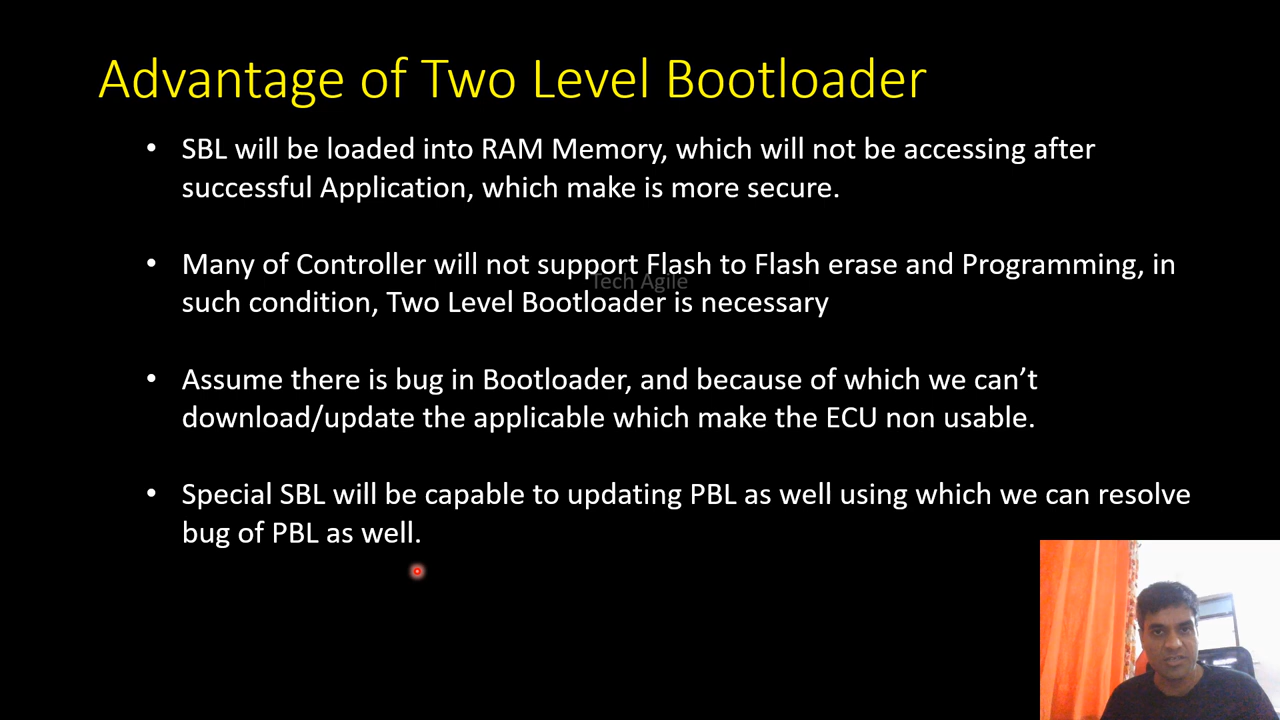 Advantage of Two Level Bootloader
• SBL will be loaded into RAM Memory, which will not be accessing after
successful Application, which make is more secure.
• Many of Controller will not support Flash to Flash erase and Programming, in
Tech Agile
such condition, Two Level Bootloader is necessary
• Assume there is bug in Bootloader, and because of which we can’t
download/update the applicable which make the ECU non usable.
• Special SBL will be capable to updating PBL as well using which we can resolve
bug of PBL as well.